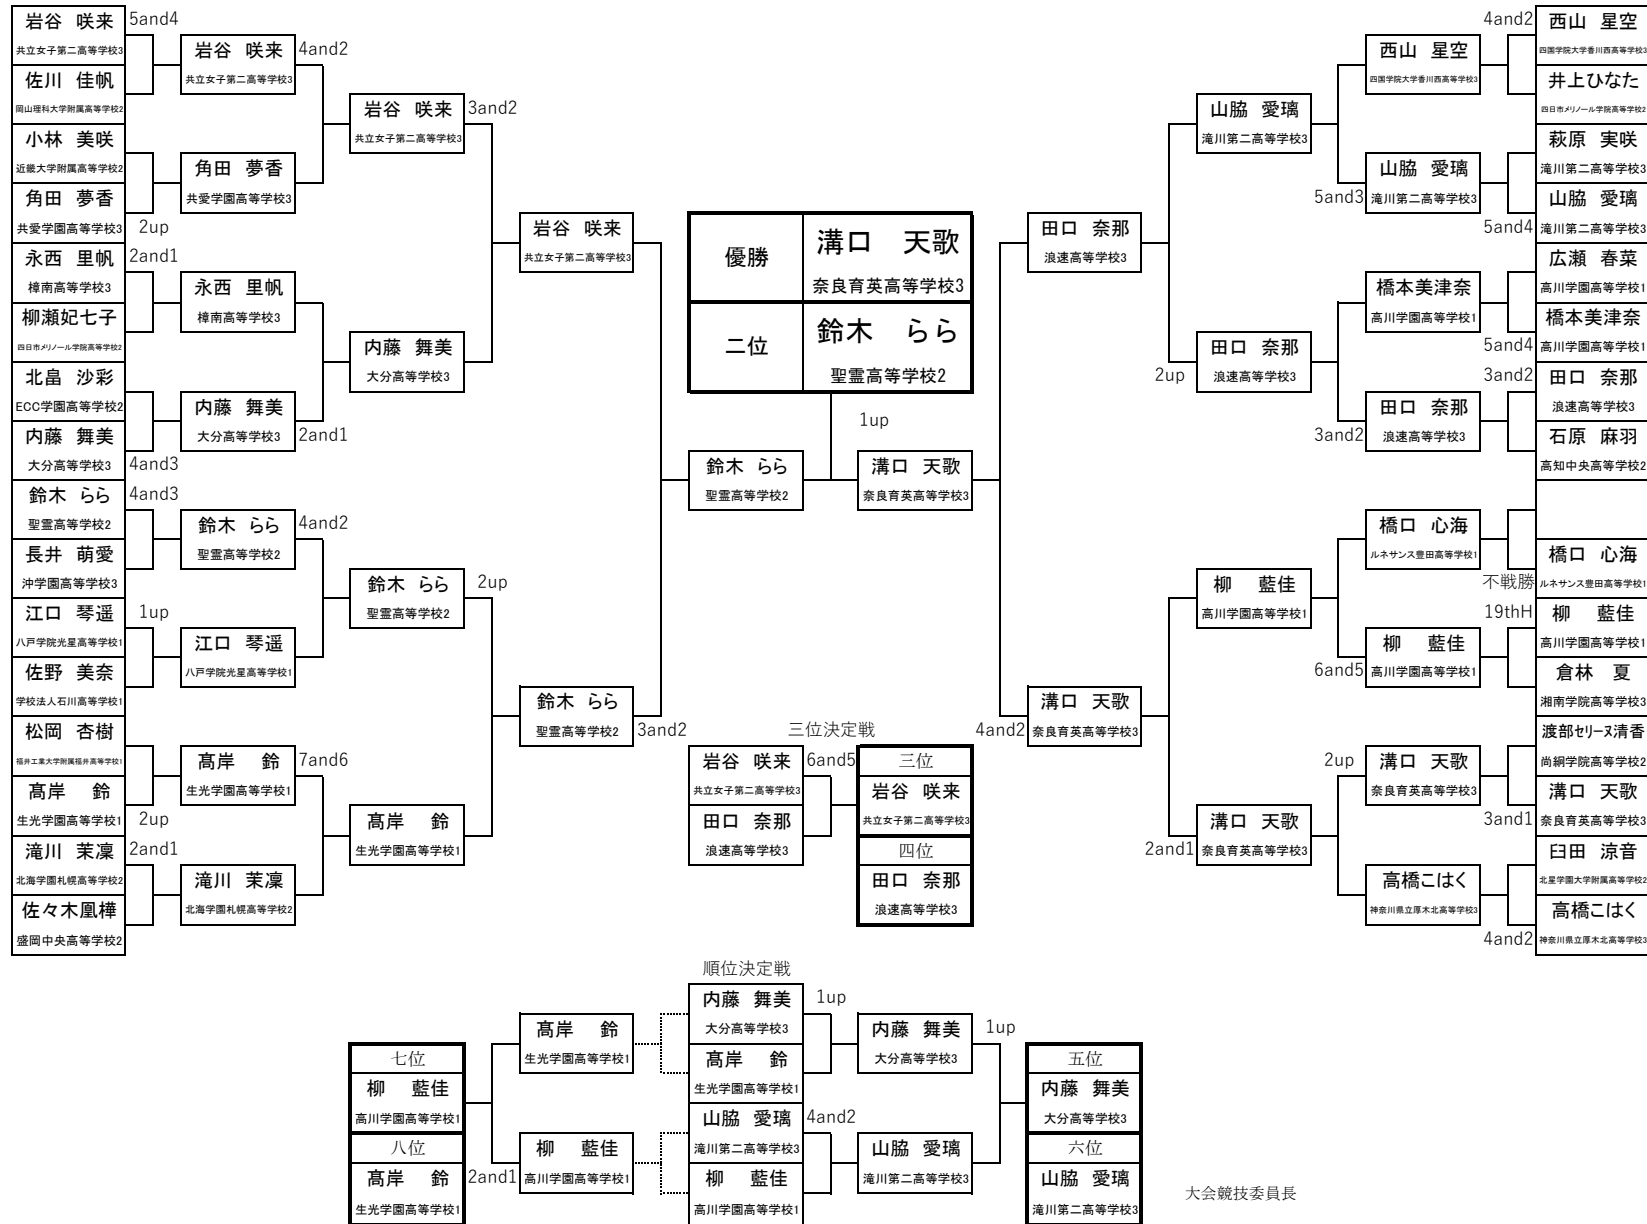 岩谷 咲来 5and4
共立女子第二高等学校3
佐川 佳帆
岡山理科大学附属高等学校2
小林 美咲
近畿大学附属高等学校2
角田 夢香
共愛学園高等学校3 2up
永西 里帆 2and1
樟南高等学校3
柳瀬妃七子
四日市メリノール学院高等学校2
北畠 沙彩
ECC学園高等学校2
内藤 舞美
大分高等学校3 4and3
鈴木 らら 4and3
聖霊高等学校2
長井 萌愛
沖学園高等学校3
江口 琴遥 1up
八戸学院光星高等学校1
佐野 美奈
学校法人石川高等学校1
松岡 杏樹
福井工業大学附属福井高等学校1
髙岸 鈴
生光学園高等学校1 2up
滝川 茉凜 2and1
北海学園札幌高等学校2
佐々木凰樺
盛岡中央高等学校2
岩谷 咲来 4and2
共立女子第二高等学校3
角田 夢香
共愛学園高等学校3
永西 里帆
樟南高等学校3
内藤 舞美
大分高等学校3 2and1
鈴木 らら 4and2
聖霊高等学校2
江口 琴遥
八戸学院光星高等学校1
髙岸 鈴 7and6
生光学園高等学校1
滝川 茉凜
北海学園札幌高等学校2
岩谷 咲来 3and2
共立女子第二高等学校3
内藤 舞美
大分高等学校3
鈴木 らら 2up
聖霊高等学校2
髙岸 鈴
生光学園高等学校1
岩谷 咲来
共立女子第二高等学校3
鈴木 らら
聖霊高等学校2 3and2
優勝 溝口 天歌
奈良育英高等学校3
二位 鈴木 らら
聖霊高等学校2
1up
鈴木 らら
聖霊高等学校2
溝口 天歌
奈良育英高等学校3
三位決定戦
岩谷 咲来 6and5
共立女子第二高等学校3
田口 奈那
浪速高等学校3
三位
岩谷 咲来
共立女子第二高等学校3
四位
田口 奈那
浪速高等学校3
田口 奈那
浪速高等学校3
4and2 溝口 天歌
奈良育英高等学校3
山脇 愛璃
滝川第二高等学校3
田口 奈那
2up 浪速高等学校3
柳 藍佳
高川学園高等学校1
溝口 天歌
2and1 奈良育英高等学校3
西山 星空
四国学院大学香川西高等学校3
山脇 愛璃
5and3 滝川第二高等学校3
橋本美津奈
高川学園高等学校1
田口 奈那
3and2 浪速高等学校3
橋口 心海
ルネサンス豊田高等学校1
柳 藍佳
6and5 高川学園高等学校1
2up 溝口 天歌
奈良育英高等学校3
高橋こはく
神奈川県立厚木北高等学校3
4and2 西山 星空
四国学院大学香川西高等学校3
井上ひなた
四日市メリノール学院高等学校2
萩原 実咲
滝川第二高等学校3
山脇 愛璃
5and4 滝川第二高等学校3
広瀬 春菜
高川学園高等学校1
橋本美津奈
5and4 高川学園高等学校1
3and2 田口 奈那
浪速高等学校3
石原 麻羽
高知中央高等学校2
橋口 心海
不戦勝 ルネサンス豊田高等学校1
19thH 柳 藍佳
高川学園高等学校1
倉林 夏
湘南学院高等学校3
渡部セリーヌ清香
尚絅学院高等学校2
溝口 天歌
3and1 奈良育英高等学校3
臼田 涼音
北星学園大学附属高等学校2
高橋こはく
4and2 神奈川県立厚木北高等学校3
順位決定戦
七位
柳 藍佳
高川学園高等学校1
八位
髙岸 鈴
生光学園高等学校1
髙岸 鈴
生光学園高等学校1
柳 藍佳
2and1 高川学園高等学校1
内藤 舞美 1up
大分高等学校3
髙岸 鈴
生光学園高等学校1
山脇 愛璃 4and2
滝川第二高等学校3
柳 藍佳
高川学園高等学校1
内藤 舞美 1up
大分高等学校3
山脇 愛璃
滝川第二高等学校3
五位
内藤 舞美
大分高等学校3
六位
山脇 愛璃
滝川第二高等学校3
大会競技委員長